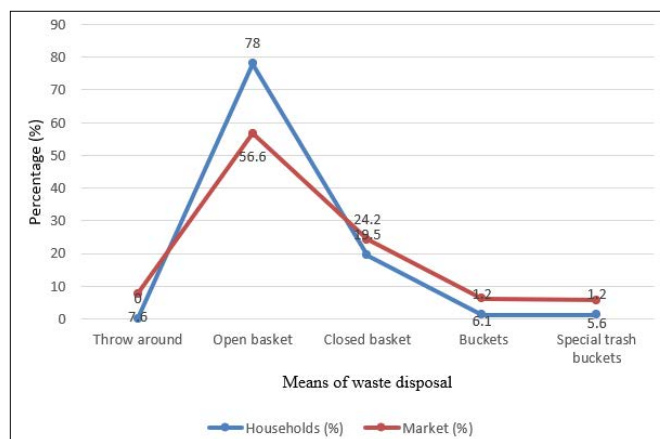 90
80
70
60
50
40
30
20
10
0
Percentage (%)
78
56.6
24.2
19.5
0
7.6
1.2
6.1
1.2
5.6
Throw around
Open basket
Closed basket
Buckets
Special trash
buckets
Means of waste disposal
Households (%)
Market (%)